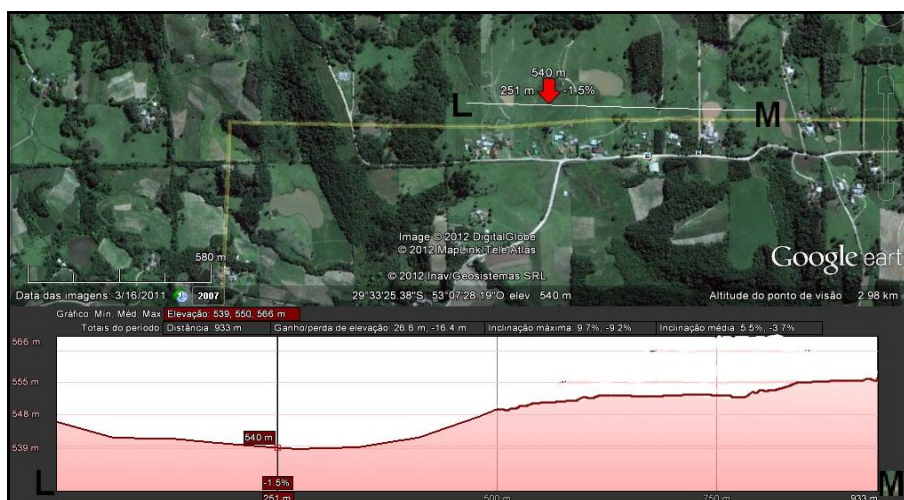 540 m
251 m -1.5%
L M
Image © 2012 DigitalGlobe
© 2012 MapLink/Tele Atlas
© 2012 Inav/Geosistemas SRL
Google earth
580 m
Data das imagens: 3/16/2011 2007 29°33'25.38"S, 53°07'28.19"O elev 540 m Altitude do ponto de visão 2.98 km
Gráfico: Mín, Méd, Máx Elevação: 539, 550, 566 m
Totais do período: Distância: 933 m Ganho/perda de elevação: 26.6 m, -16.4 m Inclinação máxima: 9.7%, -9.2% Inclinação média: 5.5%, -3.7%
566 m
555 m
548 m
540 m
539 m
L -1.5% M
251 m 500 m 750 m 933 m